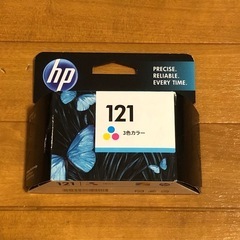 hp
PRECISE.
RELIABLE.
EVERY TIME.
121
3色カラー
121